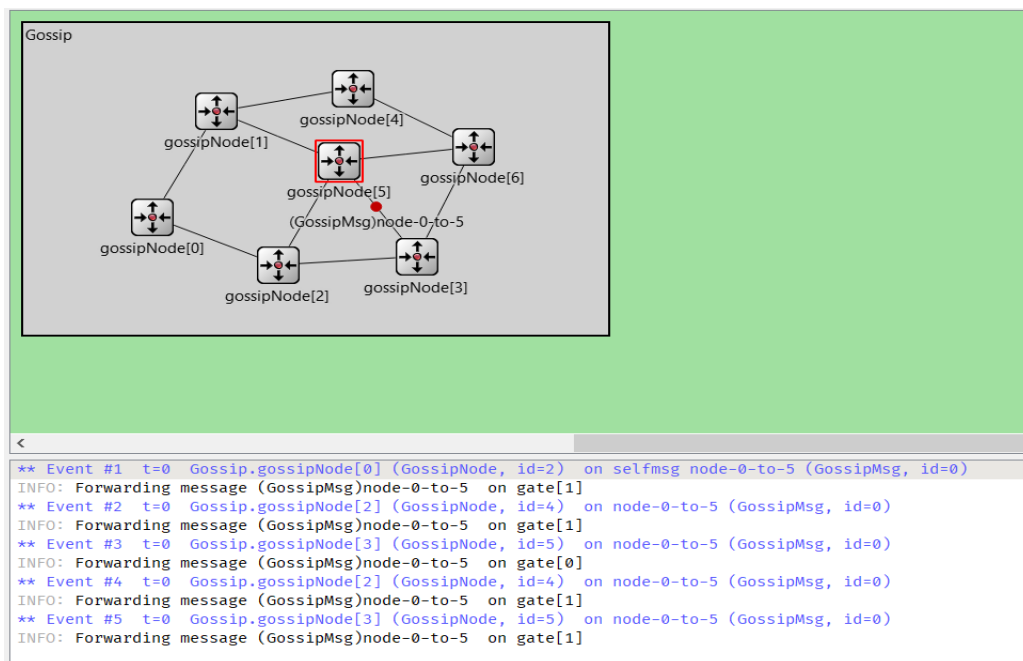 Gossip
gossipNode[4]
gossipNode[1]
gossipNode[6]
gossipNode[5]
(GossipMsg)node-0-to-5
gossipNode[0]
gossipNode[3]
gossipNode[2]
** Event #1  t=0  Gossip.gossipNode[0] (GossipNode, id=2)  on selfmsg node-0-to-5 (GossipMsg, id=0)
INFO: Forwarding message (GossipMsg)node-0-to-5  on gate[1]
** Event #2  t=0  Gossip.gossipNode[2] (GossipNode, id=4)  on node-0-to-5 (GossipMsg, id=0)
INFO: Forwarding message (GossipMsg)node-0-to-5  on gate[1]
** Event #3  t=0  Gossip.gossipNode[3] (GossipNode, id=5)  on node-0-to-5 (GossipMsg, id=0)
INFO: Forwarding message (GossipMsg)node-0-to-5  on gate[0]
** Event #4  t=0  Gossip.gossipNode[2] (GossipNode, id=4)  on node-0-to-5 (GossipMsg, id=0)
INFO: Forwarding message (GossipMsg)node-0-to-5  on gate[1]
** Event #5  t=0  Gossip.gossipNode[3] (GossipNode, id=5)  on node-0-to-5 (GossipMsg, id=0)
INFO: Forwarding message (GossipMsg)node-0-to-5  on gate[1]